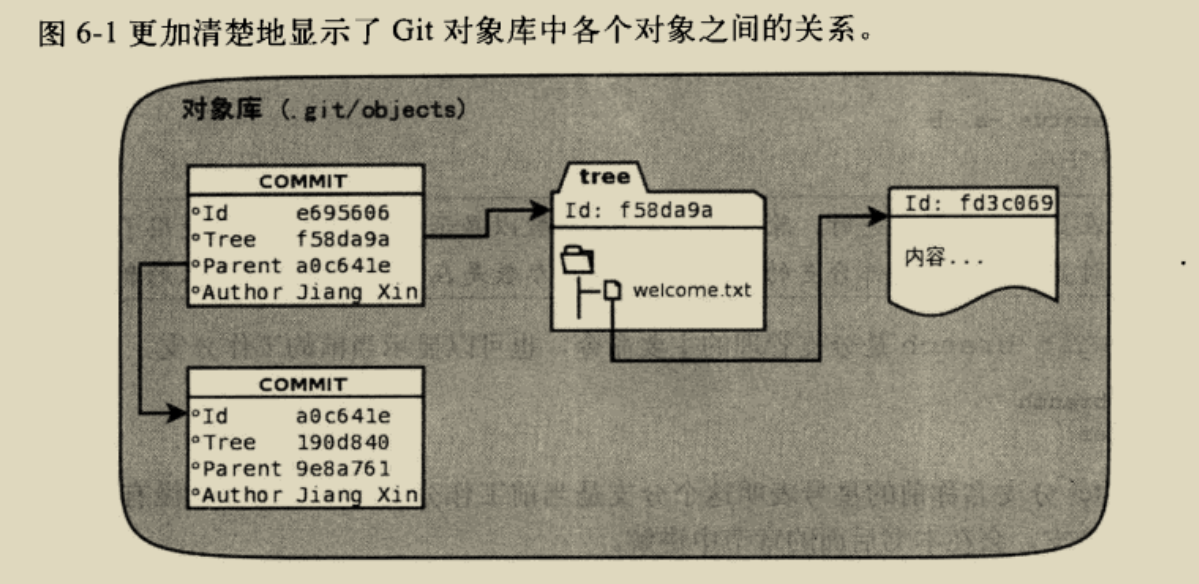 图 6-1 更加清楚地显示了 Git 对象库中各个对象之间的关系。
对象库 (.git/objects)
COMMIT
Id e695606
Tree f58da9a
Parent a0c641e
Author Jiang Xin
tree
Id: f58da9a
welcome.txt
Id: fd3c069
内容...
COMMIT
Id a0c641e
Tree 190d840
Parent 9e8a761
Author Jiang Xin